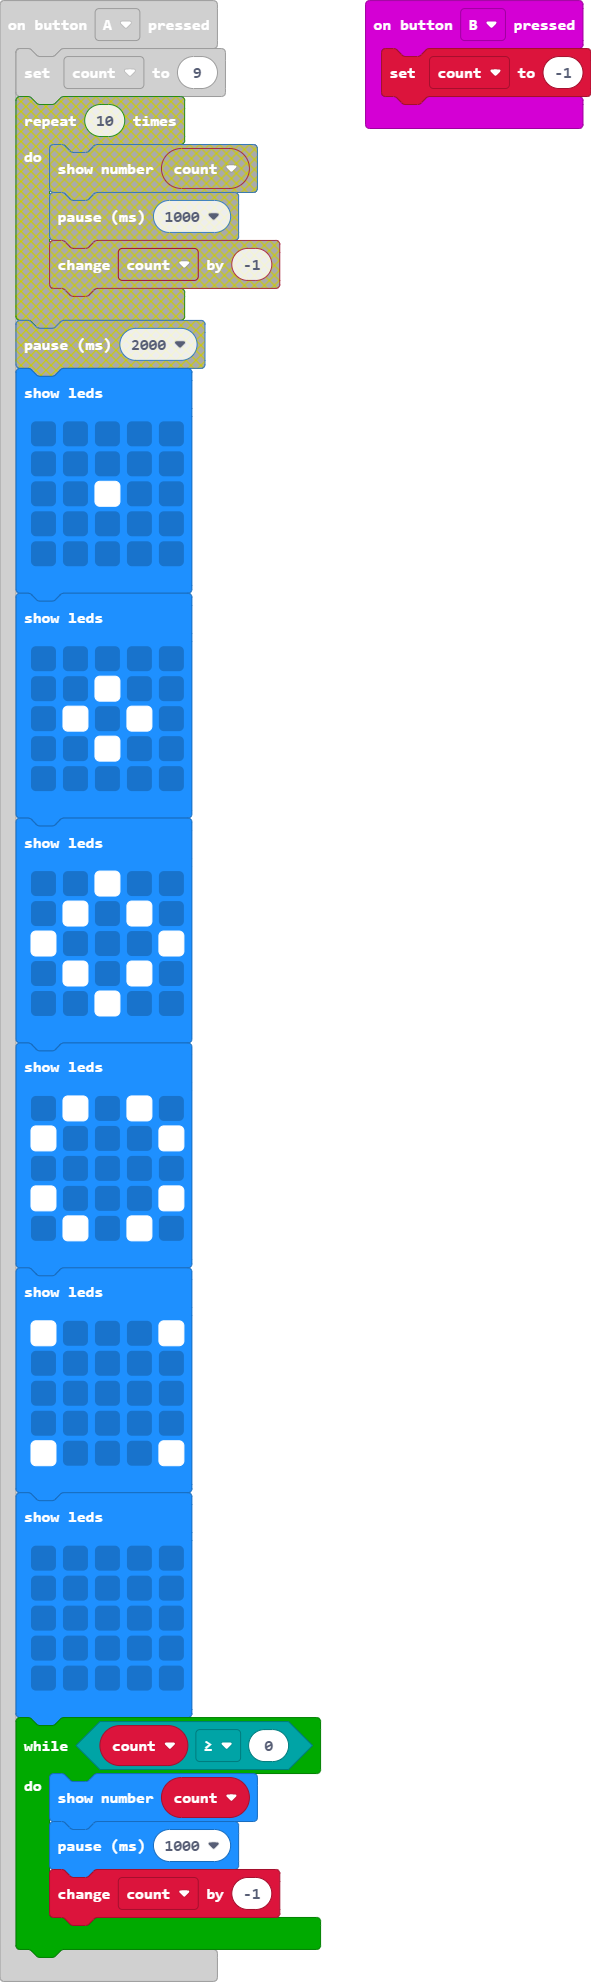 on button A pressed
set count to 9
repeat 10 times
do
show number count
pause (ms) 1000
change count by -1
pause (ms) 2000
show leds
show leds
show leds
show leds
show leds
show leds
while count ≥ 0
do
show number count
pause (ms) 1000
change count by -1
on button B pressed
set count to -1